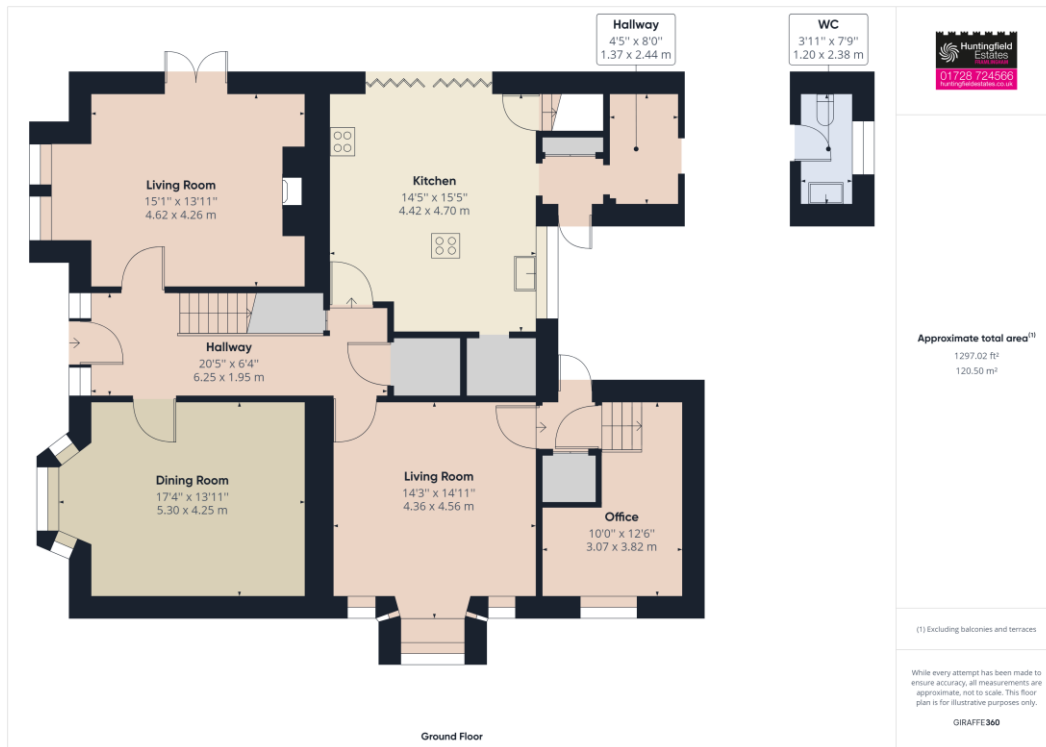 Hallway
4'5" x 8'0"
1.37 x 2.44 m
WC
3'11" x 7'9"
1.20 x 2.38 m
Living Room
15'1" x 13'11"
4.62 x 4.26 m
Kitchen
14'5" x 15'5"
4.42 x 4.70 m
Hallway
20'5" x 6'4"
6.25 x 1.95 m
Dining Room
17'4" x 13'11"
5.30 x 4.25 m
Living Room
14'3" x 14'11"
4.36 x 4.56 m
Office
10'0" x 12'6"
3.07 x 3.82 m
Ground Floor
Huntingfield
Estates
FRAMLINGHAM
01728 724566
huntingfieldestates.co.uk
Approximate total area(1)
1297.02 ft²
120.50 m²
(1) Excluding balconies and terraces
While every attempt has been made to
ensure accuracy, all measurements are
approximate, not to scale. This floor
plan is for illustrative purposes only.
GIRAFFE360